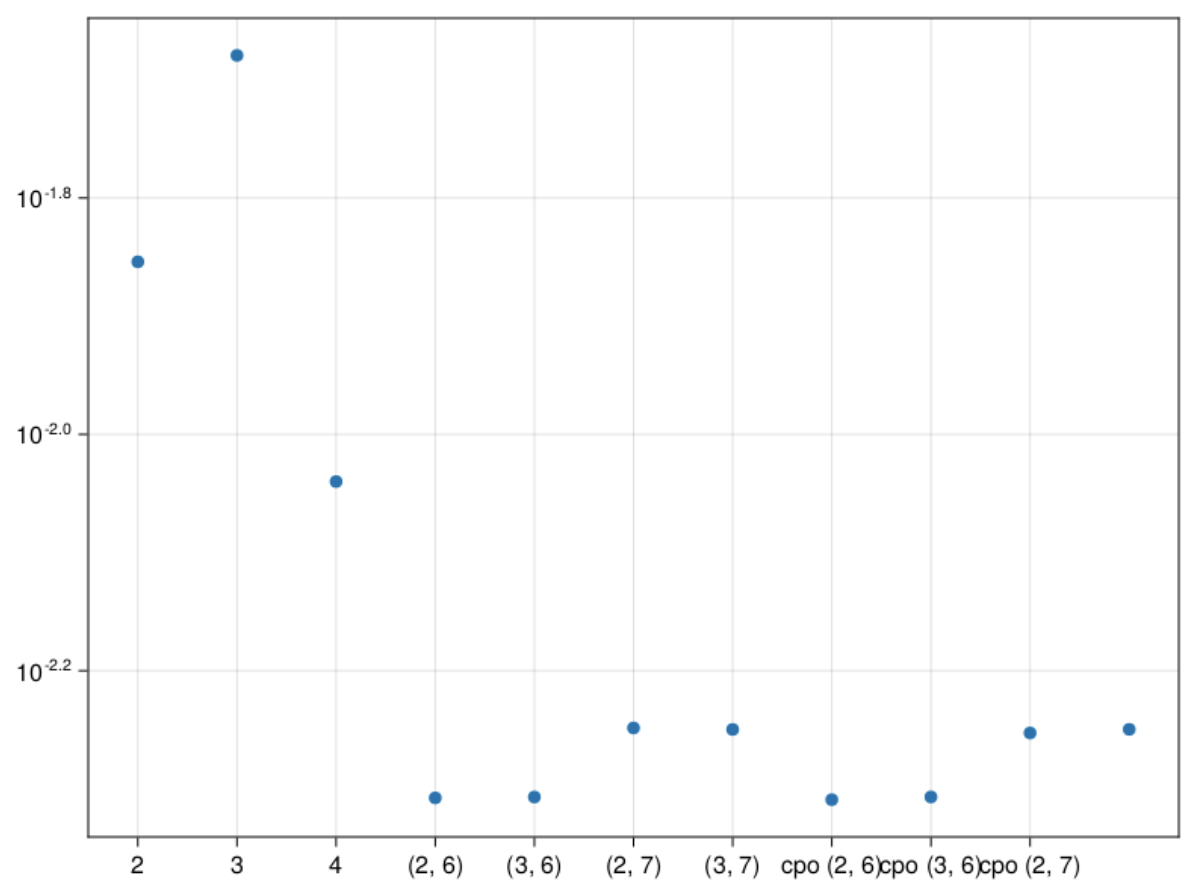 10-1.8
10-2.0
10-2.2
2 3 4 (2, 6) (3, 6) (2, 7) (3, 7) cpo (2, 6) cpo (3, 6) cpo (2, 7)